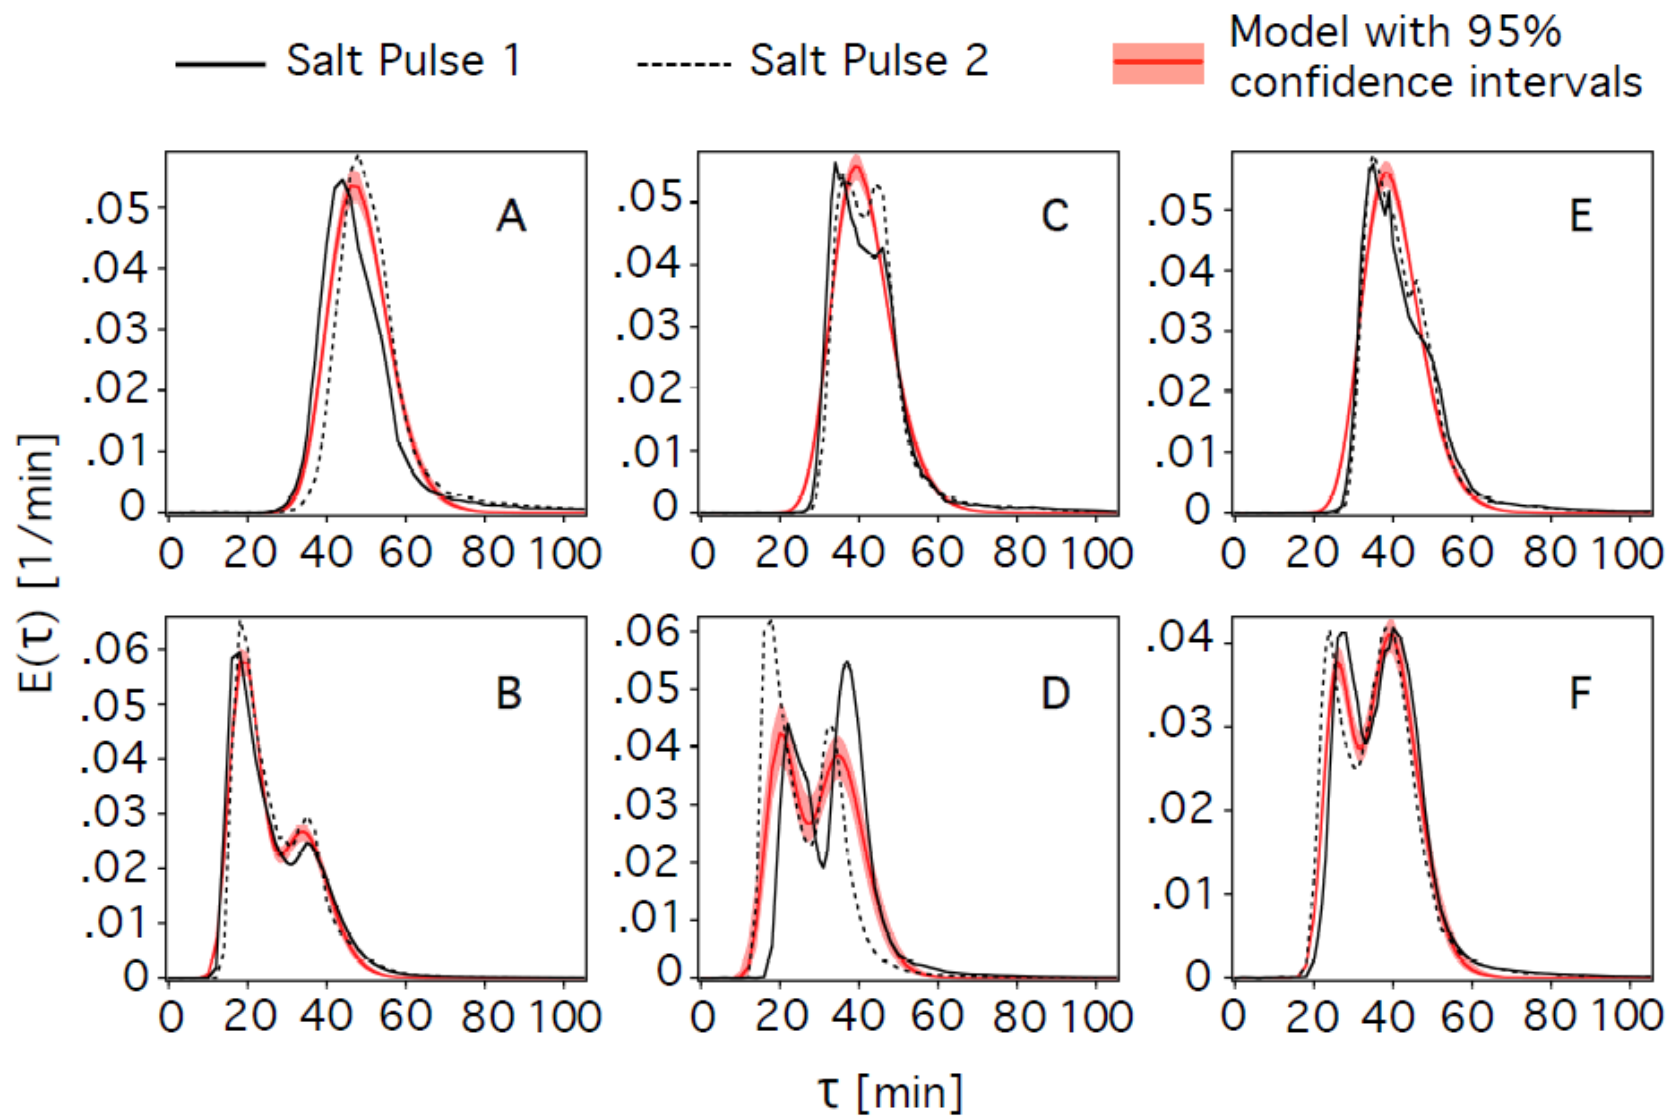 Salt Pulse 1
Salt Pulse 2
Model with 95%
confidence intervals
E(τ) [1/min]
A
.05
.04
.03
.02
.01
0
0 20 40 60 80 100
C
.05
.04
.03
.02
.01
0
0 20 40 60 80 100
E
.05
.04
.03
.02
.01
0
0 20 40 60 80 100
B
.06
.05
.04
.03
.02
.01
0
0 20 40 60 80 100
D
.06
.05
.04
.03
.02
.01
0
0 20 40 60 80 100
F
.04
.03
.02
.01
0
0 20 40 60 80 100
τ [min]